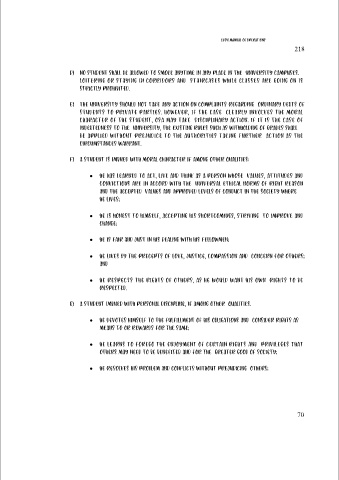 218
D) NO STUDENT SHALL BE ALLOWED TO SMOKE ANYTIME IN ANY PLACE IN THE UNIVERSITY CAMPUSES.
LOITERING OR STAYING IN CORRIDORS AND STAIRCASES WHILE CLASSES ARE GOING ON IS
STRICTLY PROHIBITED.
E) THE UNIVERSITY SHOULD NOT TAKE ANY ACTION ON COMPLAINTS REGARDING ORDINARY DEBTS OF
STUDENTS TO PRIVATE PARTIES. HOWEVER, IF THE CASE CLEARLY INVOLVES THE MORAL
CHARACTER OF THE STUDENT, OSA MAY TAKE DISCIPLINARY ACTION. IF IT IS THE CASE OF
INDEBTEDNESS TO THE UNIVERSITY, THE EXISTING RULES SUCH AS WITHHOLDING OF GRADES SHALL
BE APPLIED WITHOUT PREJUDICE TO THE AUTHORITIES TAKING FURTHER ACTION AS THE
CIRCUMSTANCES WARRANT.
F) A STUDENT IS IMBUED WITH MORAL CHARACTER IF AMONG OTHER QUALITIES:
• HE HAS LEARNED TO ACT, LIVE AND THINK AS A PERSON WHOSE VALUES, ATTITUDES AND
CONVICTIONS ARE IN ACCORD WITH THE UNIVERSAL ETHICAL NORMS OF RIGHT REASON
AND THE ACCEPTED VALUES AND APPROVED LEVELS OF CONDUCT IN THE SOCIETY WHERE
HE LIVES;
• HE IS HONEST TO HIMSELF, ACCEPTING HIS SHORTCOMINGS, STRIVING TO IMPROVE AND
CHANGE;
• HE IS FAIR AND JUST IN HIS DEALING WITH HIS FELLOWMEN;
• HE LIVES BY THE PRECEPTS OF LOVE, JUSTICE, COMPASSION AND CONCERN FOR OTHERS;
AND
• HE RESPECTS THE RIGHTS OF OTHERS, AS HE WOULD WANT HIS OWN RIGHTS TO BE
RESPECTED.
G) A STUDENT IMBUED WITH PERSONAL DISCIPLINE, IF AMONG OTHER QUALITIES.
• HE DEVOTES HIMSELF TO THE FULFILLMENT OF HIS OBLIGATIONS AND CONSIDER RIGHTS AS
MEANS TO OR REWARDS FOR THE SAME;
• HE LEARNS TO FOREGO THE ENJOYMENT OF CERTAIN RIGHTS AND PRIVILEGES THAT
OTHERS MAY NEED TO BE BENEFITED AND FOR THE GREATER GOOD OF SOCIETY;
• HE RESOLVES HIS PROBLEM AND CONFLICTS WITHOUT PREJUDICING OTHERS;
70